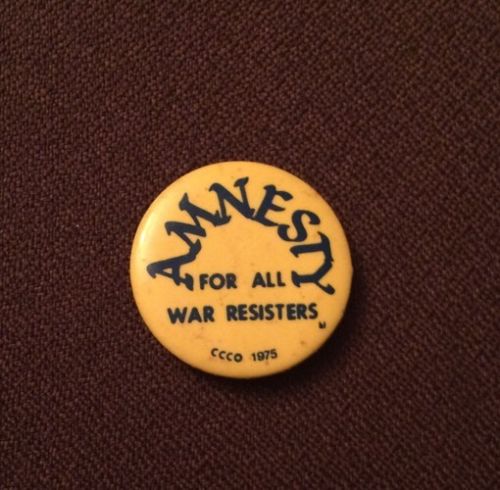 AMNESTY
FOR ALL
WAR RESISTERS
CCCO 1975